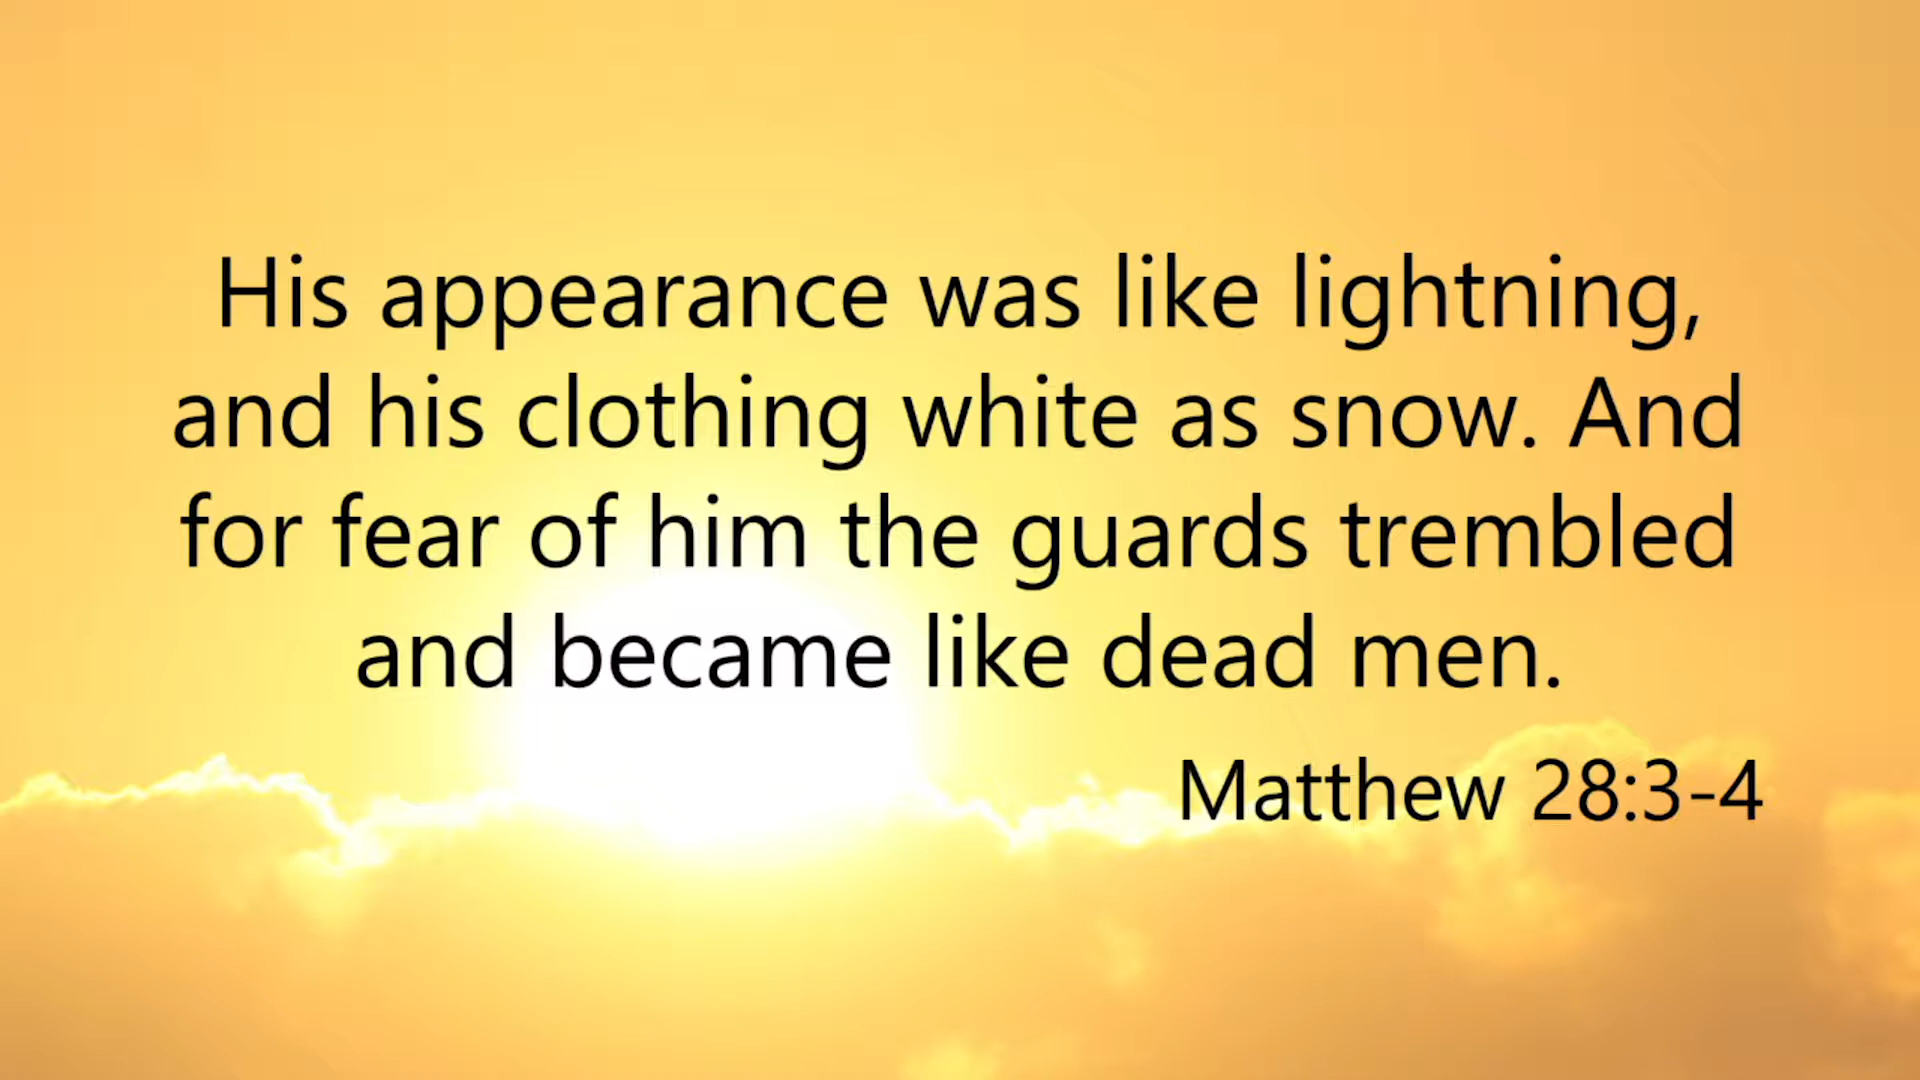 His appearance was like lightning,
and his clothing white as snow. And
for fear of him the guards trembled
and became like dead men.
Matthew 28:3-4